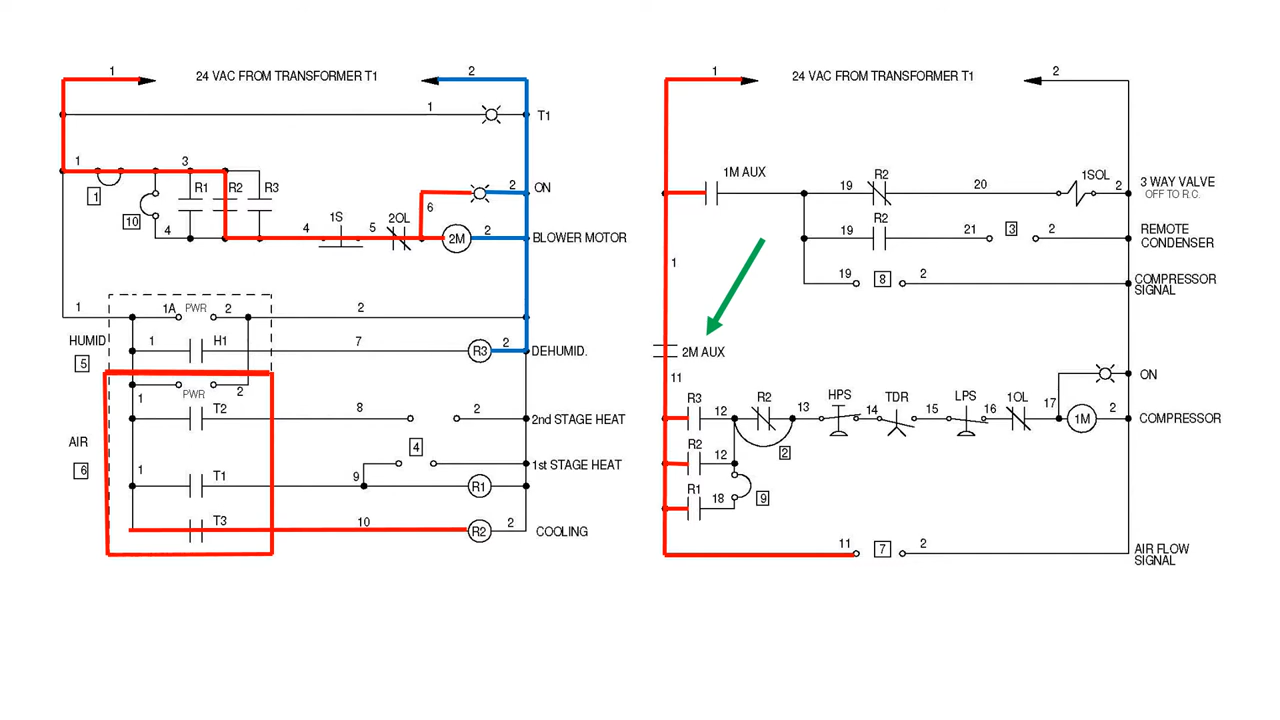 1
24 VAC FROM TRANSFORMER T1
2
1
T1
1
3
R1
R2
R3
ON
2
1
10
6
4
4
1S
5
2OL
2M
2
BLOWER MOTOR
1
1A
PWR
2
2
HUMID
5
1
H1
7
R3
2
DEHUMID.
PWR
2
1
T2
8
2
2nd STAGE HEAT
AIR
6
4
1st STAGE HEAT
1
T1
9
R1
T3
10
R2
2
COOLING
1
24 VAC FROM TRANSFORMER T1
2
1M AUX
19
R2
20
1SOL
2
3 WAY VALVE
OFF TO R.C.
19
R2
21
3
2
REMOTE
CONDENSER
1
19
8
2
COMPRESSOR
SIGNAL
2M AUX
11
ON
R3
12
R2
13
HPS
14
TDR
15
LPS
16
1OL
17
1M
2
COMPRESSOR
R2
12
2
R1
18
9
11
7
2
AIR FLOW
SIGNAL